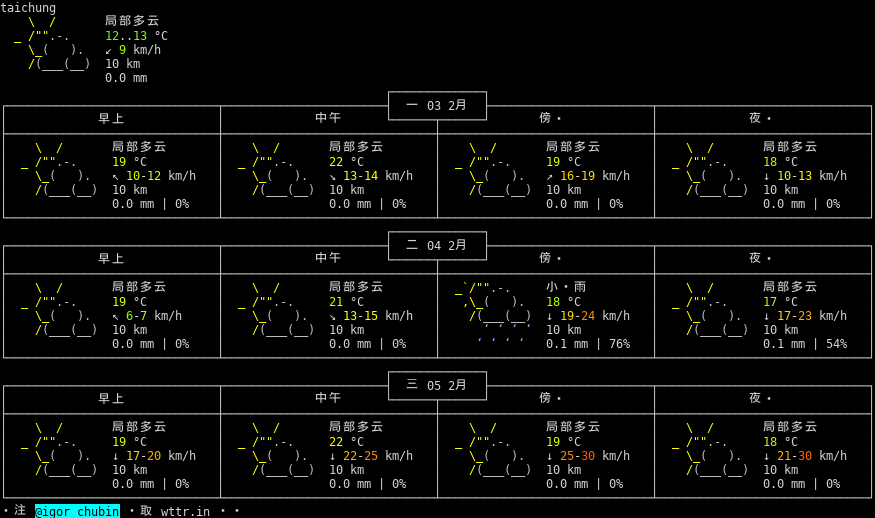 taichung
局部多云
12..13 °C
↙ 9 km/h
10 km
0.0 mm
一 03 2月
早上 中午 傍・ 夜・
局部多云 局部多云 局部多云 局部多云
19 °C 22 °C 19 °C 18 °C
↖ 10-12 km/h ↘ 13-14 km/h ↗ 16-19 km/h ↓ 10-13 km/h
10 km 10 km 10 km 10 km
0.0 mm | 0% 0.0 mm | 0% 0.0 mm | 0% 0.0 mm | 0%
二 04 2月
早上 中午 傍・ 夜・
局部多云 局部多云 小・雨 局部多云
19 °C 21 °C 18 °C 17 °C
↖ 6-7 km/h ↘ 13-15 km/h ↓ 19-24 km/h ↓ 17-23 km/h
10 km 10 km 10 km 10 km
0.0 mm | 0% 0.0 mm | 0% 0.1 mm | 76% 0.1 mm | 54%
三 05 2月
早上 中午 傍・ 夜・
局部多云 局部多云 局部多云 局部多云
19 °C 22 °C 19 °C 18 °C
↓ 17-20 km/h ↓ 22-25 km/h ↓ 25-30 km/h ↓ 21-30 km/h
10 km 10 km 10 km 10 km
0.0 mm | 0% 0.0 mm | 0% 0.0 mm | 0% 0.0 mm | 0%
・注 @igor_chubin ・取 wttr.in ・・